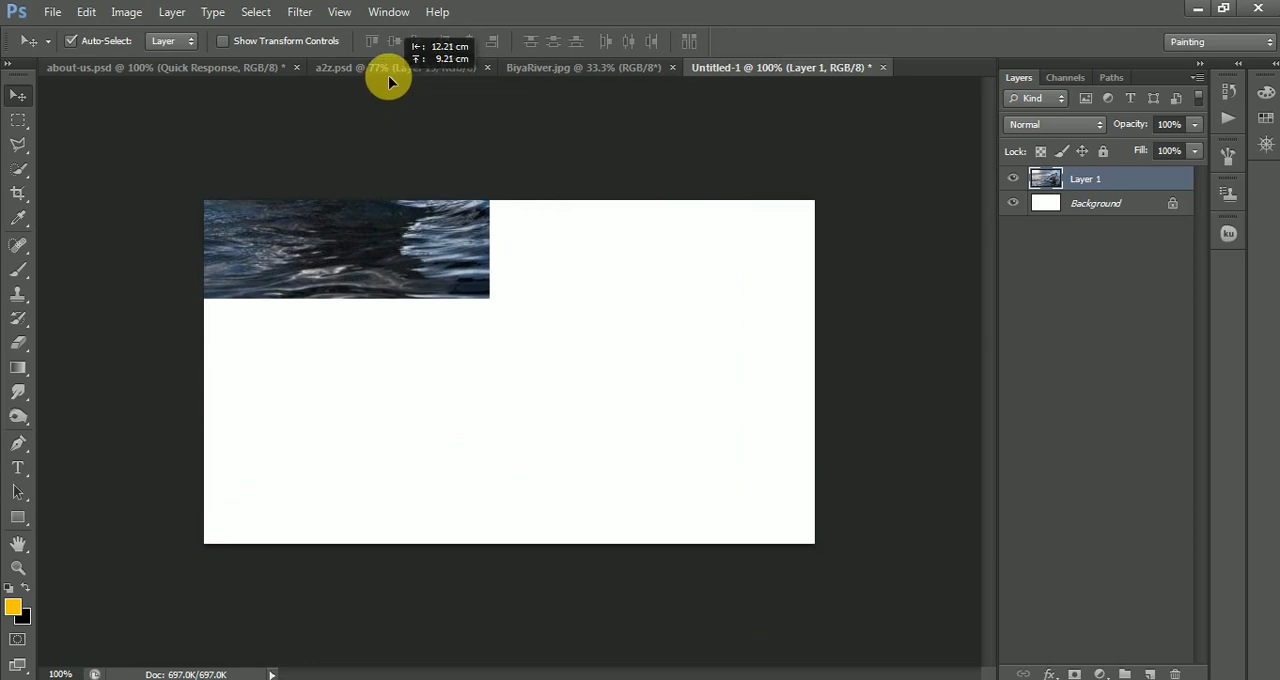 Ps File Edit Image Layer Type Select Filter View Window Help
Auto-Select: Layer Show Transform Controls
12.21 cm
9.21 cm
Painting
about-us.psd @ 100% (Quick Response, RGB/8) * a2z.psd @ 77% BiyaRiver.jpg @ 33.3% (RGB/8*) Untitled-1 @ 100% (Layer 1, RGB/8) *
Layers Channels Paths
Kind
Normal Opacity: 100%
Lock: Fill: 100%
Layer 1
Background
ku
100% Doc: 697.0K/697.0K